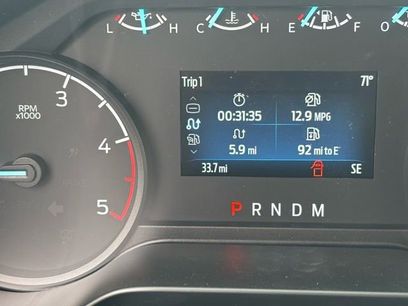 L H C H E F O
Trip 1 71°
00:31:35 12.9 MPG
5.9 mi 92 mi to E
33.7 mi SE
RPM
x1000
3
4
5
P R N D M